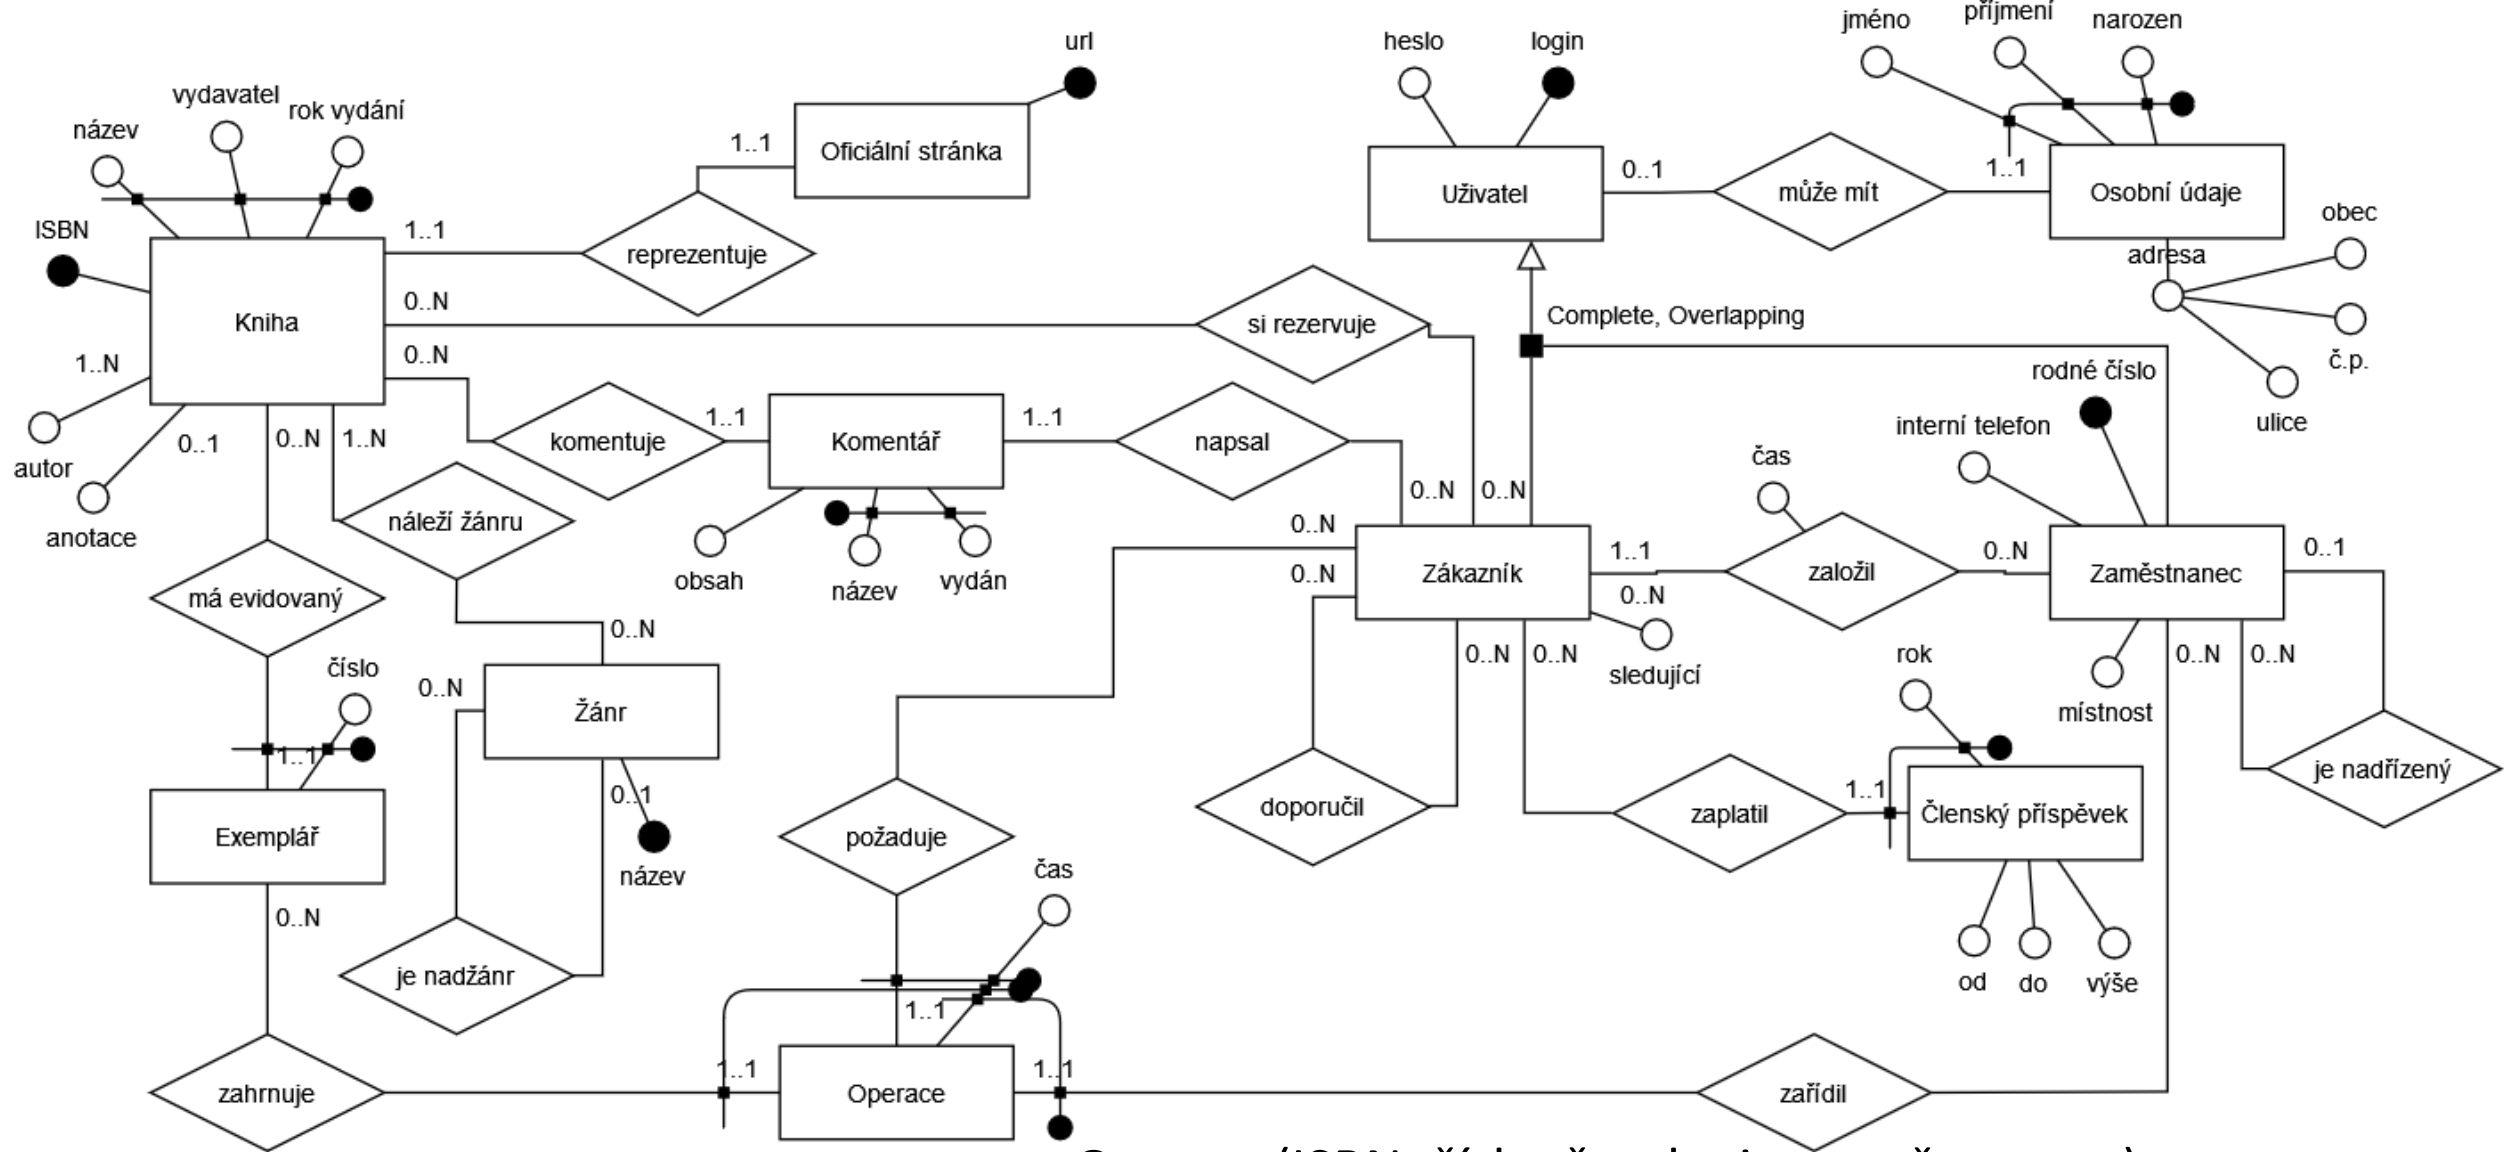 url
heslo
login
jméno
příjmení
narozen
název
vydavatel
rok vydání
1..1
Oficiální stránka
ISBN
1..1
reprezentuje
Uživatel
0..1
může mít
1..1
Osobní údaje
adresa
obec
č.p.
ulice
Kniha
0..N
si rezervuje
Complete, Overlapping
1..N
autor
anotace
0..1
0..N
1..N
0..N
komentuje
1..1
Komentář
1..1
napsal
0..N
0..N
rodné číslo
interní telefon
čas
náleží žánru
obsah
název
vydán
0..N
0..N
Zákazník
1..1
založil
0..N
Zaměstnanec
0..1
0..N
sledující
má evidovaný
číslo
1..1
0..N
0..N
Žánr
0..1
název
0..N
0..N
rok
místnost
0..N
0..N
je nadřízený
Exemplář
0..N
je nadžánr
požaduje
doporučil
zaplatil
1..1
Členský příspěvek
od
do
výše
čas
1..1
zahrnuje
1..1
Operace
1..1
zařídil